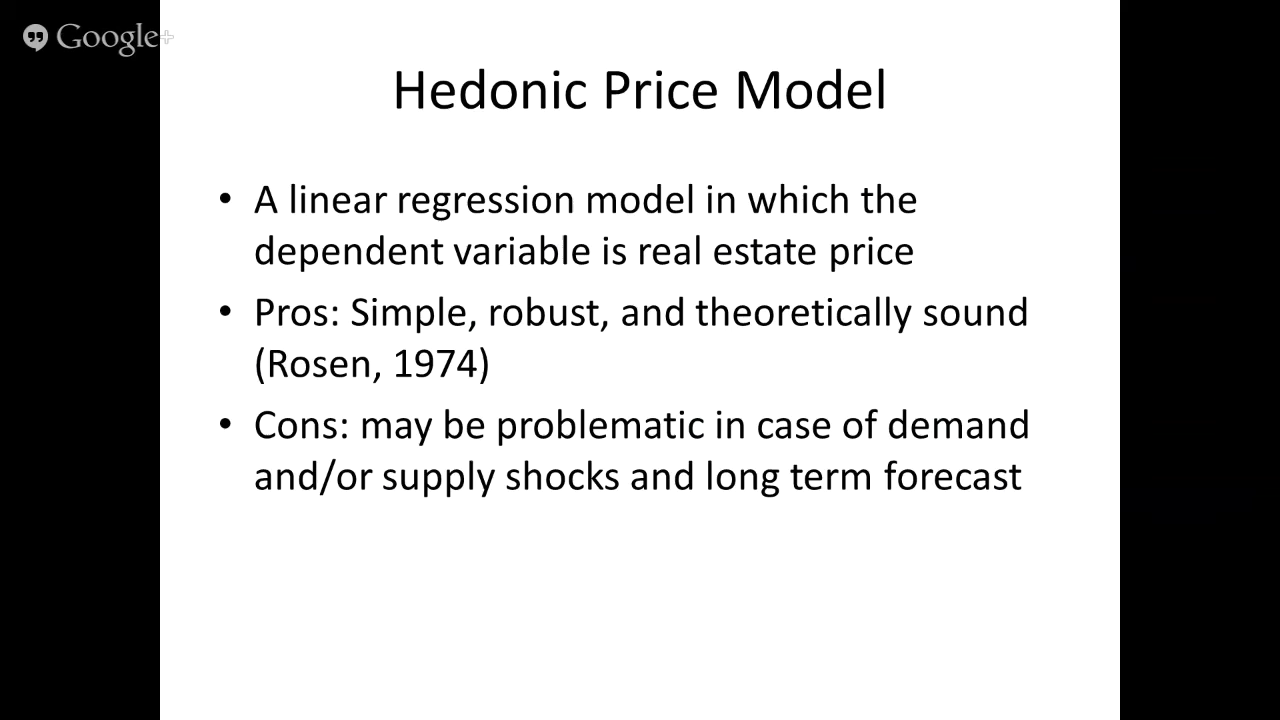 Google+
Hedonic Price Model
• A linear regression model in which the
dependent variable is real estate price
• Pros: Simple, robust, and theoretically sound
(Rosen, 1974)
• Cons: may be problematic in case of demand
and/or supply shocks and long term forecast